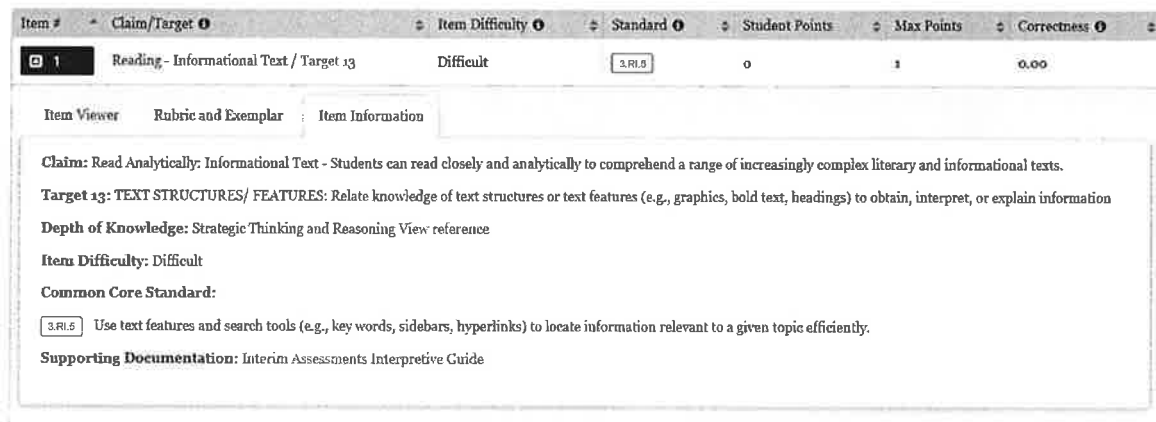 Item # Claim/Target Item Difficulty Standard Student Points Max Points Correctness
1 Reading - Informational Text / Target 13 Difficult 3.RI.5 0 1 0.00
Item Viewer Rubric and Exemplar Item Information
Claim: Read Analytically: Informational Text - Students can read closely and analytically to comprehend a range of increasingly complex literary and informational texts.
Target 13: TEXT STRUCTURES/ FEATURES: Relate knowledge of text structures or text features (e.g., graphics, bold text, headings) to obtain, interpret, or explain information
Depth of Knowledge: Strategic Thinking and Reasoning View reference
Item Difficulty: Difficult
Common Core Standard:
3.RI.5 Use text features and search tools (e.g., key words, sidebars, hyperlinks) to locate information relevant to a given topic efficiently.
Supporting Documentation: Interim Assessments Interpretive Guide